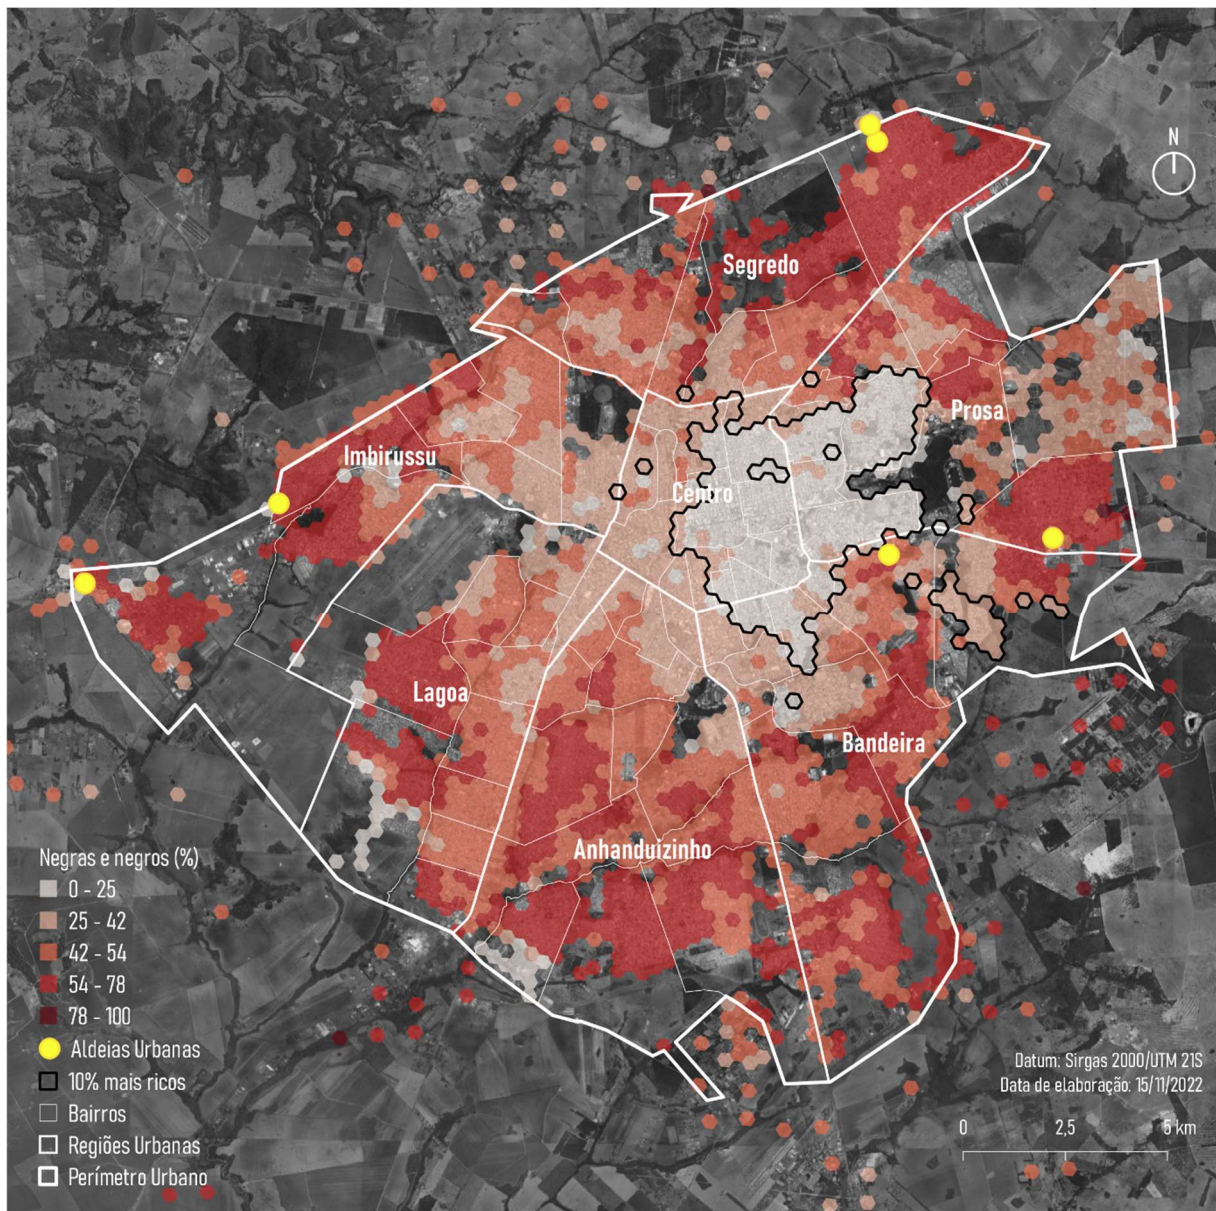 N
Segredo
Prosa
Imbirussu
Centro
Lagoa
Bandeira
Anhanduizinho
Negras e negros (%)
0 - 25
25 - 42
42 - 54
54 - 78
78 - 100
Aldeias Urbanas
10% mais ricos
Bairros
Regiões Urbanas
Perímetro Urbano
Datum: Sirgas 2000/UTM 21S
Data de elaboração: 15/11/2022
0 2,5 5 km